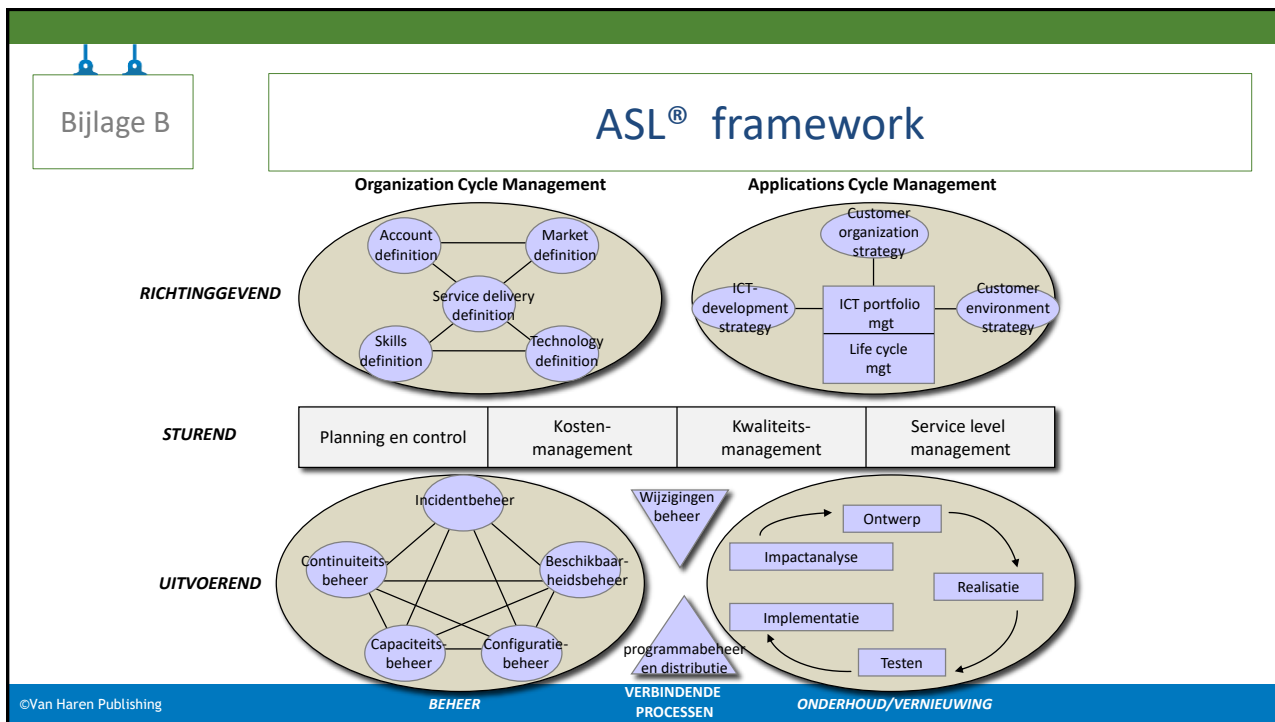 Bijlage B
ASL® framework
Organization Cycle Management
Applications Cycle Management
RICHTINGGEVEND
Account
definition
Market
definition
Service delivery
definition
Skills
definition
Technology
definition
Customer
organization
strategy
ICT-
development
strategy
ICT portfolio
mgt
Life cycle
mgt
Customer
environment
strategy
STUREND
Planning en control
Kosten-
management
Kwaliteits-
management
Service level
management
UITVOEREND
Incidentbeheer
Continuiteits-
beheer
Beschikbaar-
heidsbeheer
Capaciteits-
beheer
Configuratie-
beheer
Wijzigingen
beheer
programmabeheer
en distributie
Ontwerp
Impactanalyse
Realisatie
Implementatie
Testen
©Van Haren Publishing
BEHEER
VERBINDENDE
PROCESSEN
ONDERHOUD/VERNIEUWING